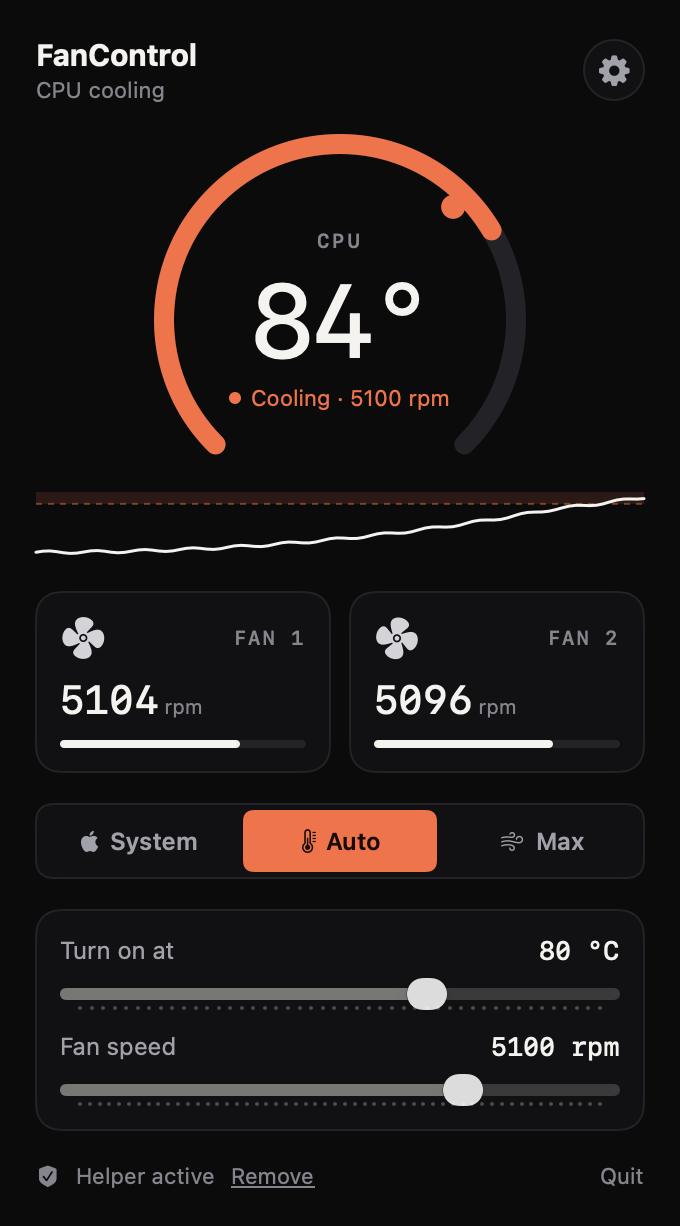 FanControl
CPU cooling
CPU
84°
Cooling · 5100 rpm
FAN 1
5104 rpm
FAN 2
5096 rpm
System
Auto
Max
Turn on at
80 °C
Fan speed
5100 rpm
Helper active Remove
Quit